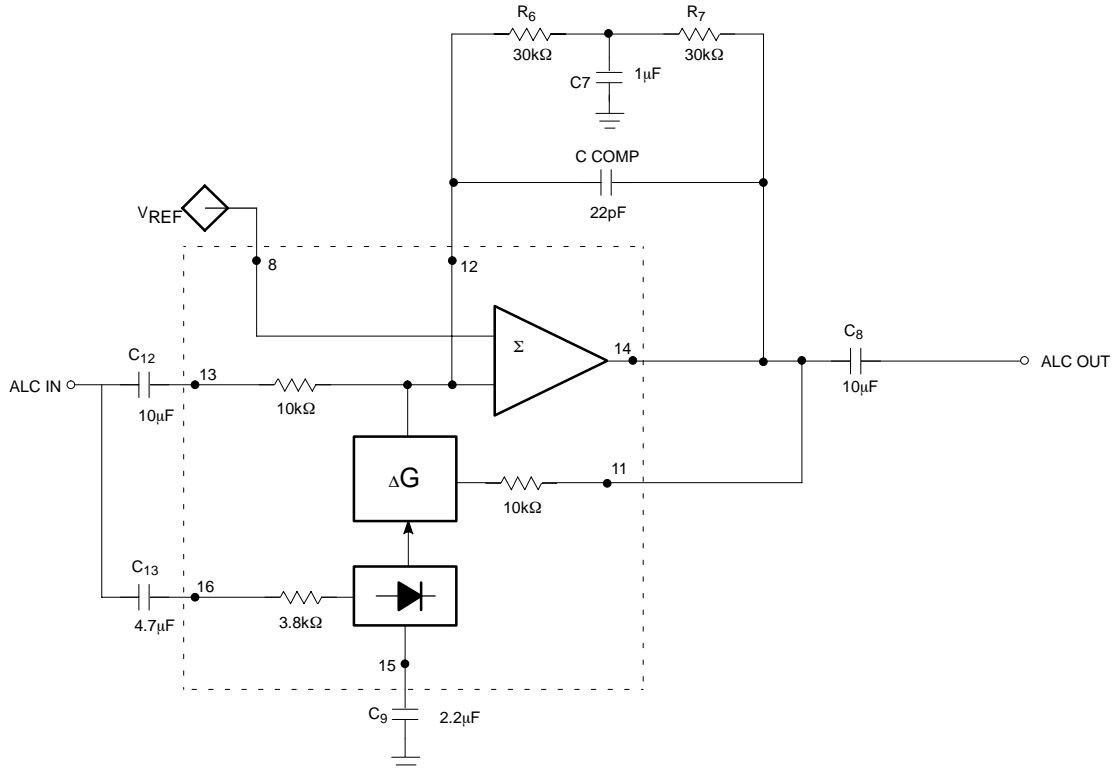 R6
R7
30kΩ
30kΩ
C7
1μF
C COMP
22pF
VREF
8
12
Σ
14
C8
10μF
ALC OUT
C12
ALC IN
13
10μF
10kΩ
ΔG
11
10kΩ
C13
16
4.7μF
3.8kΩ
15
C9
2.2μF